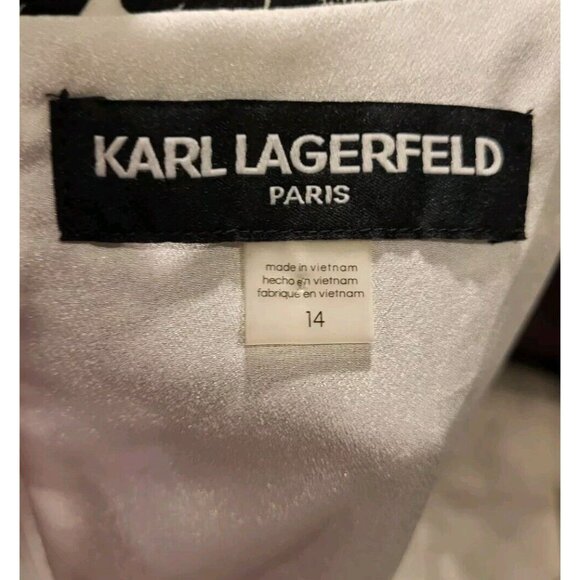 KARL LAGERFELD
PARIS
made in vietnam
hecho en vietnam
fabriqué en vietnam
14